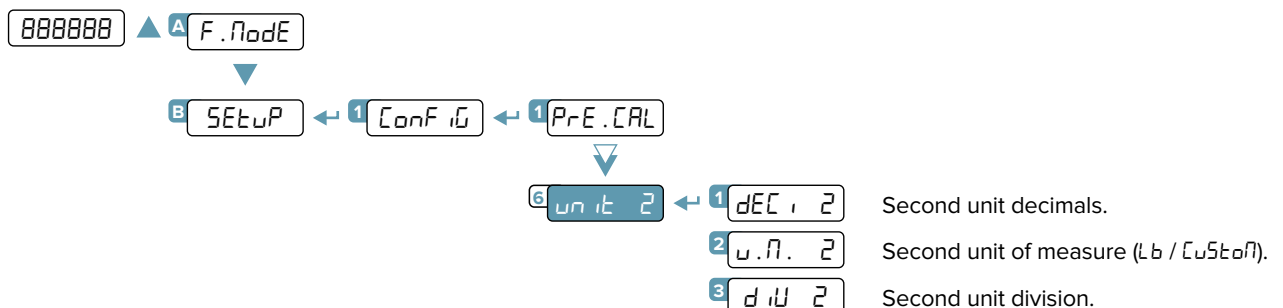 888888 A F.ModE
B SEtuP 1 ConFiG 1 PrE.CAL
6 unit 2 1 dECi 2 Second unit decimals.
2 u.M. 2 Second unit of measure (Lb / CuStoM).
3 diV 2 Second unit division.